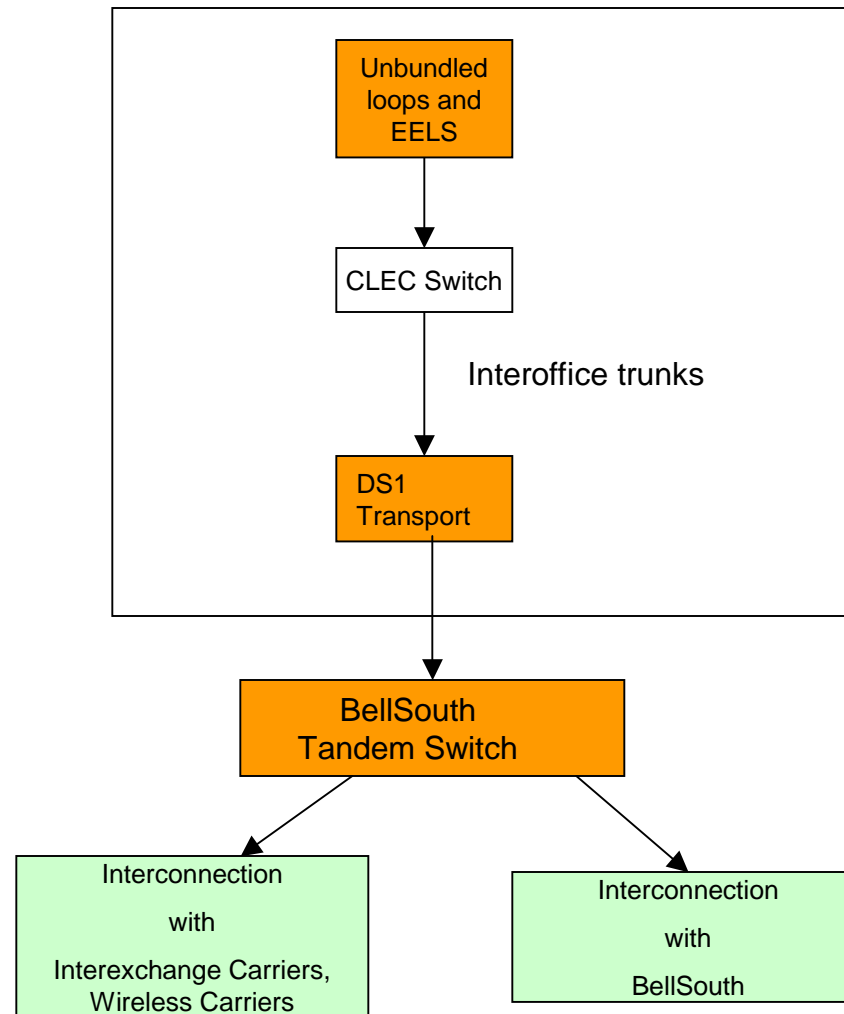 Unbundled
loops and
EELS
CLEC Switch
Interoffice trunks
DS1
Transport
BellSouth
Tandem Switch
Interconnection
with
Interexchange Carriers,
Wireless Carriers
Interconnection
with
BellSouth